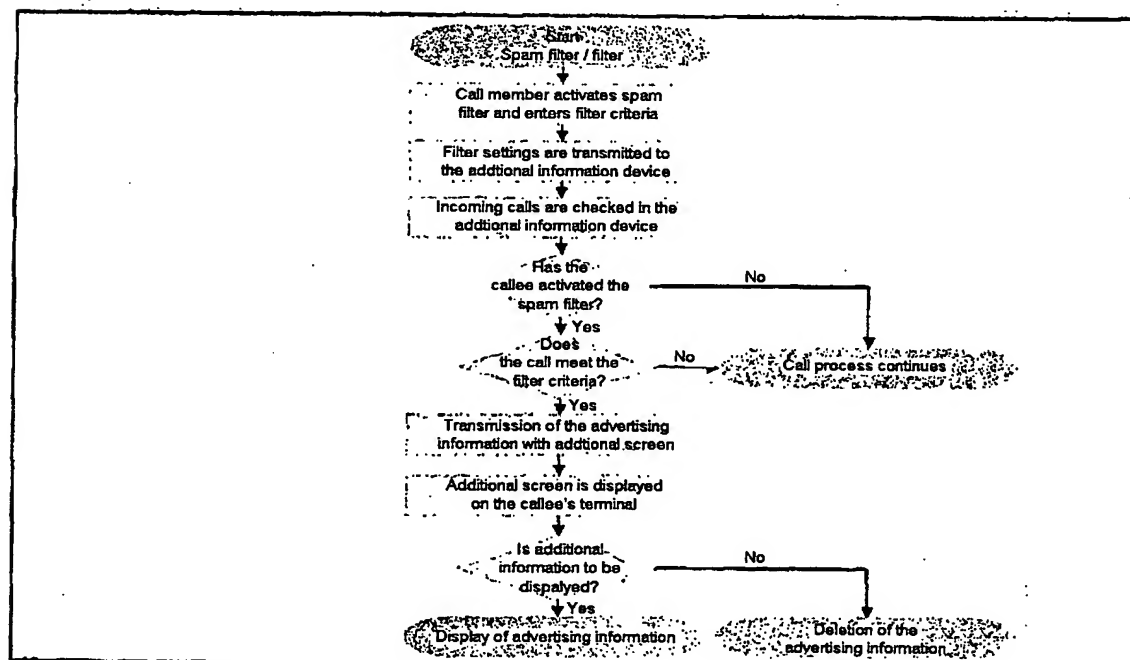 Start
Spam filter / filter
Call member activates spam
filter and enters filter criteria
Filter settings are transmitted to
the addtional information device
Incoming calls are checked in the
addtional information device
Has the
callee activated the
spam filter?
No
Yes
Does
the call meet the
filter criteria?
No
Call process continues
Yes
Transmission of the advertising
information with addtional screen
Additional screen is displayed
on the callee's terminal
Is additional
information to be
dispalyed?
No
Yes
Display of advertising information
Deletion of the
advertising information